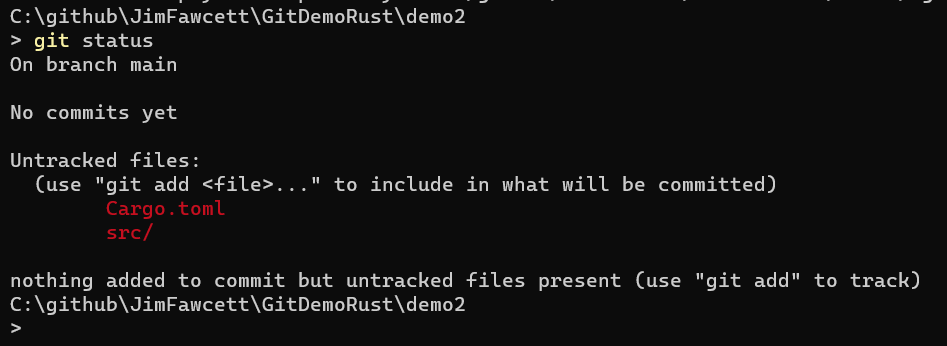 C:\github\JimFawcett\GitDemoRust\demo2
> git status
On branch main
No commits yet
Untracked files:
(use "git add <file>..." to include in what will be committed)
Cargo.toml
src/
nothing added to commit but untracked files present (use "git add" to track)
C:\github\JimFawcett\GitDemoRust\demo2
>